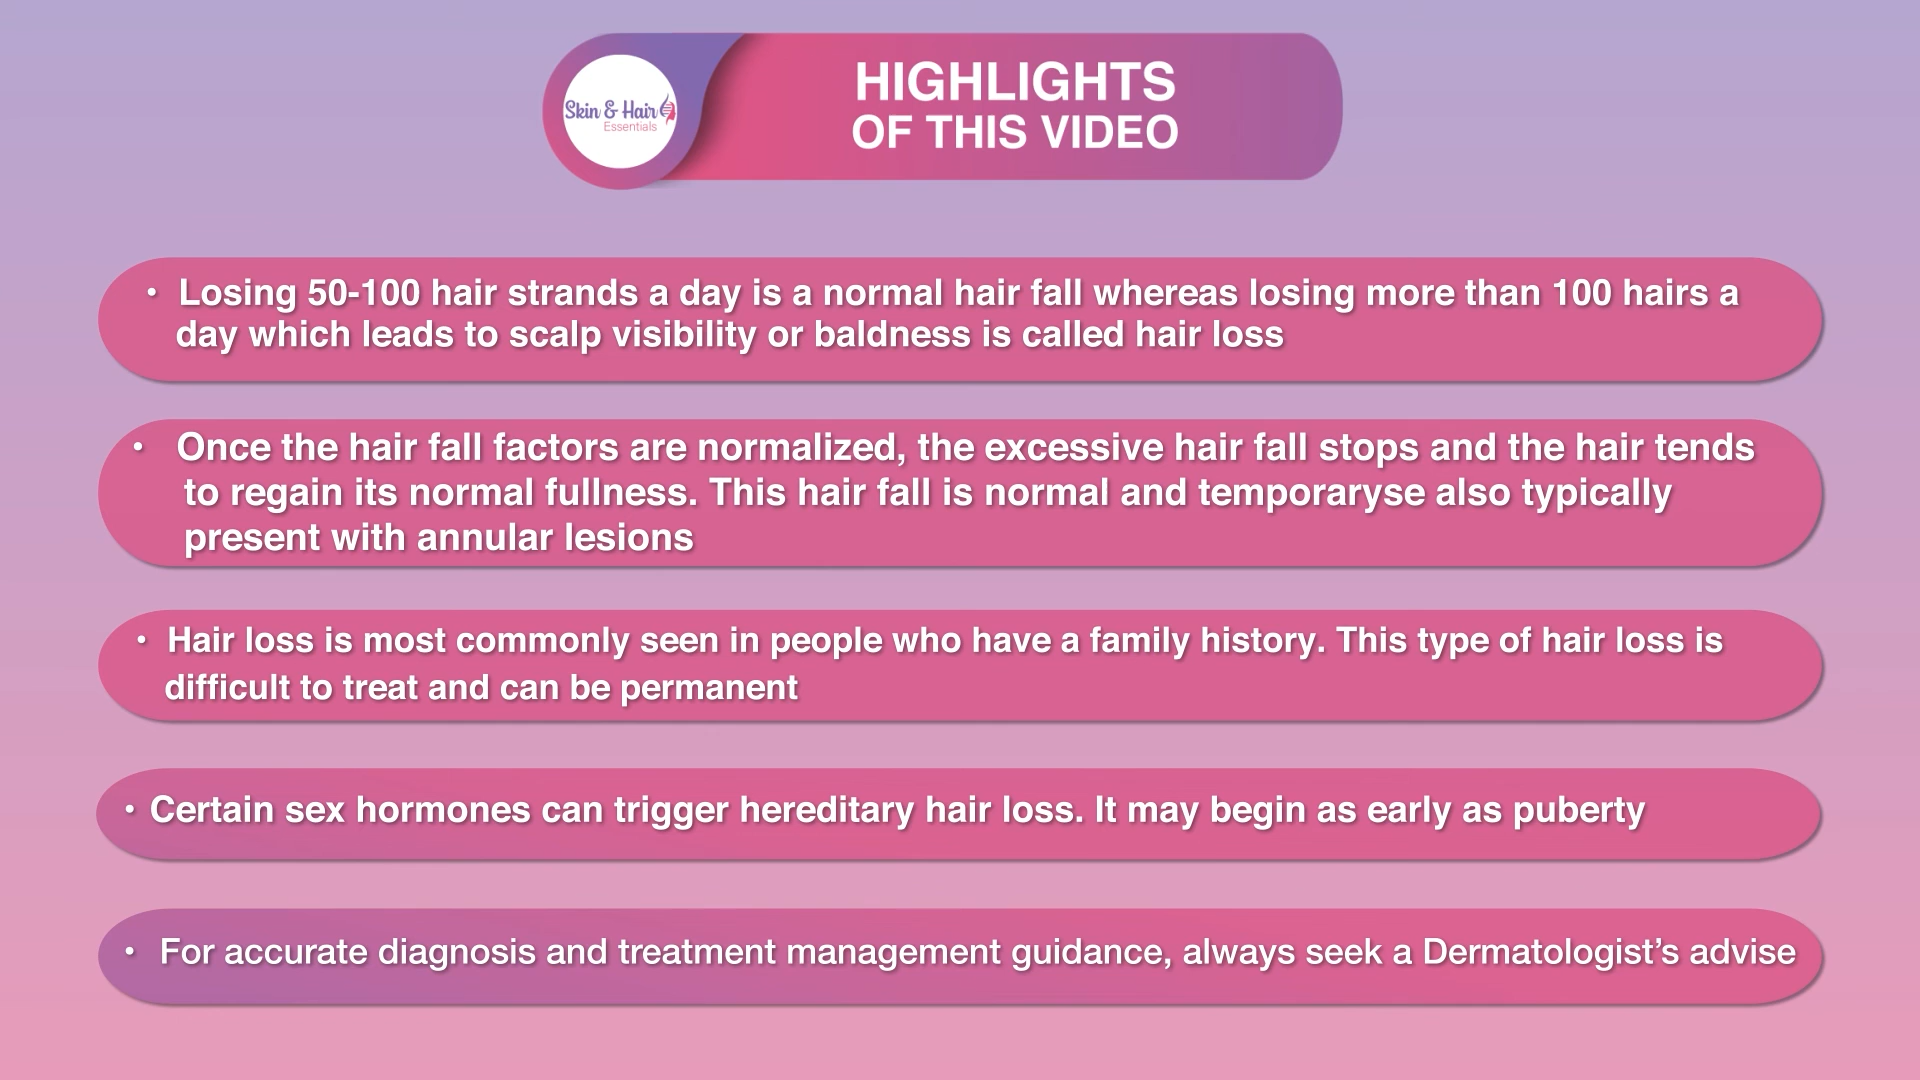 Skin & Hair
Essentials
HIGHLIGHTS
OF THIS VIDEO
• Losing 50-100 hair strands a day is a normal hair fall whereas losing more than 100 hairs a
day which leads to scalp visibility or baldness is called hair loss
• Once the hair fall factors are normalized, the excessive hair fall stops and the hair tends
to regain its normal fullness. This hair fall is normal and temporaryse also typically
present with annular lesions
• Hair loss is most commonly seen in people who have a family history. This type of hair loss is
difficult to treat and can be permanent
• Certain sex hormones can trigger hereditary hair loss. It may begin as early as puberty
• For accurate diagnosis and treatment management guidance, always seek a Dermatologist’s advise